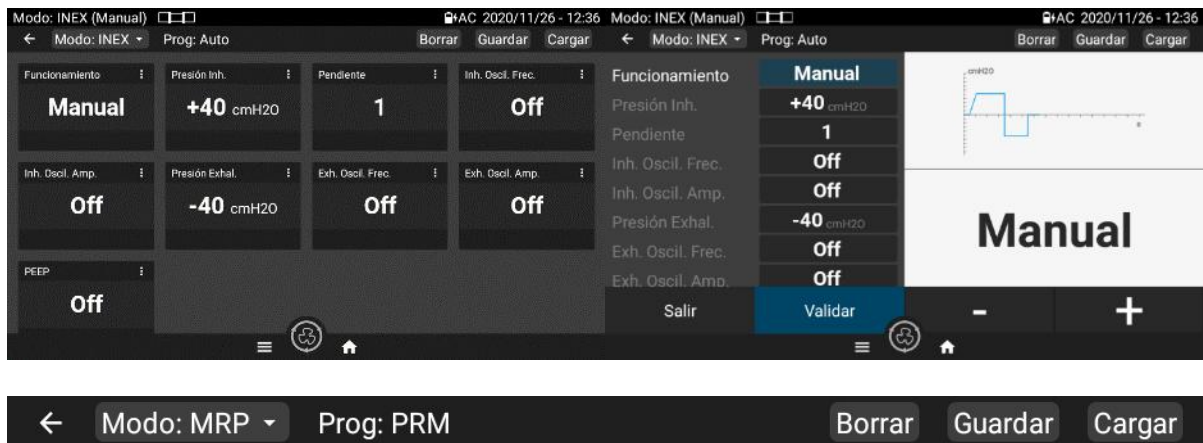 Modo: INEX (Manual)
AC 2020/11/26 - 12:36
Modo: INEX
Prog: Auto
Borrar
Guardar
Cargar
Funcionamiento
Manual
Presión Inh.
+40 cmH2O
Pendiente
1
Inh. Oscil. Frec.
Off
Inh. Oscil. Amp.
Off
Presión Exhal.
-40 cmH2O
Exh. Oscil. Frec.
Off
Exh. Oscil. Amp.
Off
PEEP
Off
Modo: INEX (Manual)
AC 2020/11/26 - 12:36
Modo: INEX
Prog: Auto
Borrar
Guardar
Cargar
Funcionamiento
Manual
Presión Inh.
+40 cmH2O
Pendiente
1
Inh. Oscil. Frec.
Off
Inh. Oscil. Amp.
Off
Presión Exhal.
-40 cmH2O
Exh. Oscil. Frec.
Off
Exh. Oscil. Amp.
Off
cmH2O
Manual
Salir
Validar
-
+
Modo: MRP
Prog: PRM
Borrar
Guardar
Cargar